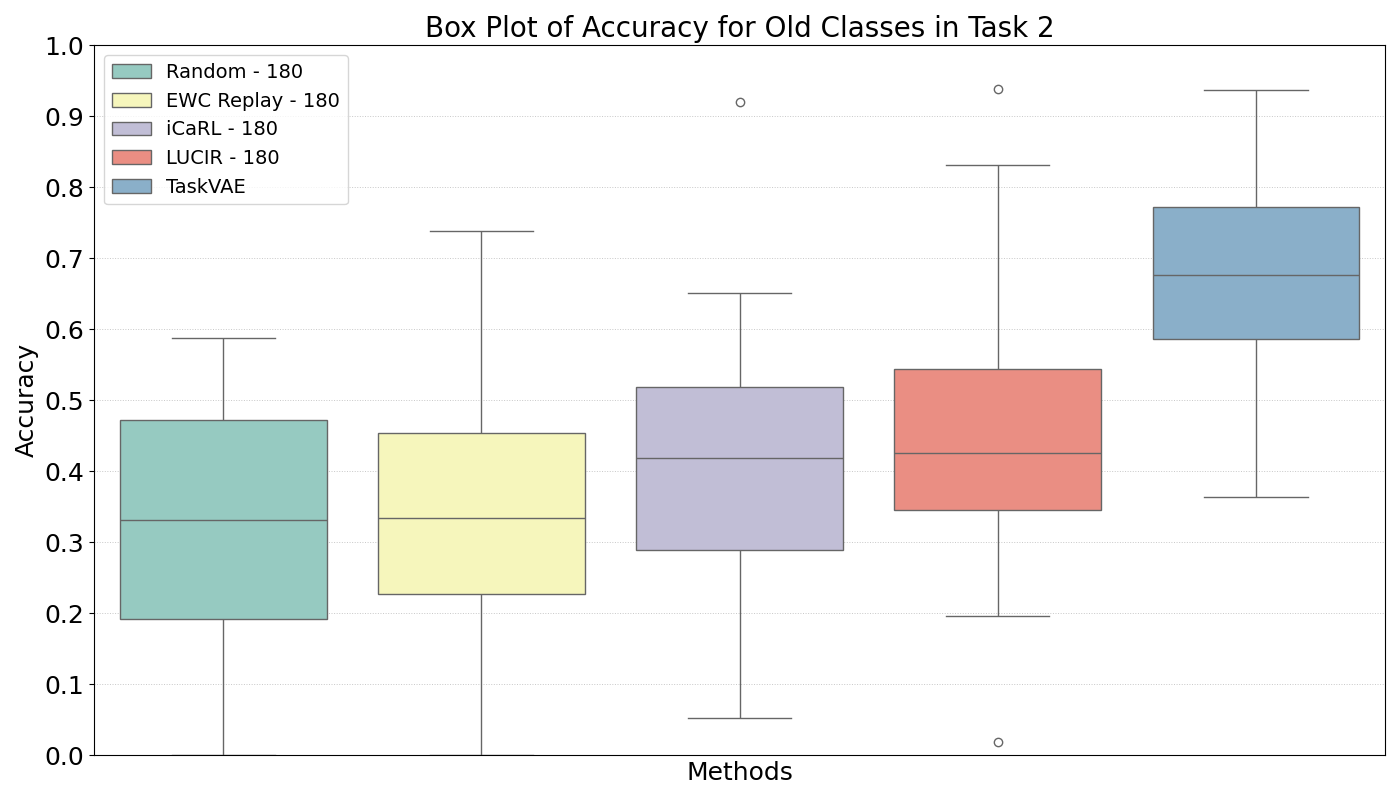 Box Plot of Accuracy for Old Classes in Task 2
1.0
0.9
0.8
0.7
0.6
0.5
0.4
0.3
0.2
0.1
0.0
Accuracy
Random - 180
EWC Replay - 180
iCaRL - 180
LUCIR - 180
TaskVAE
Methods